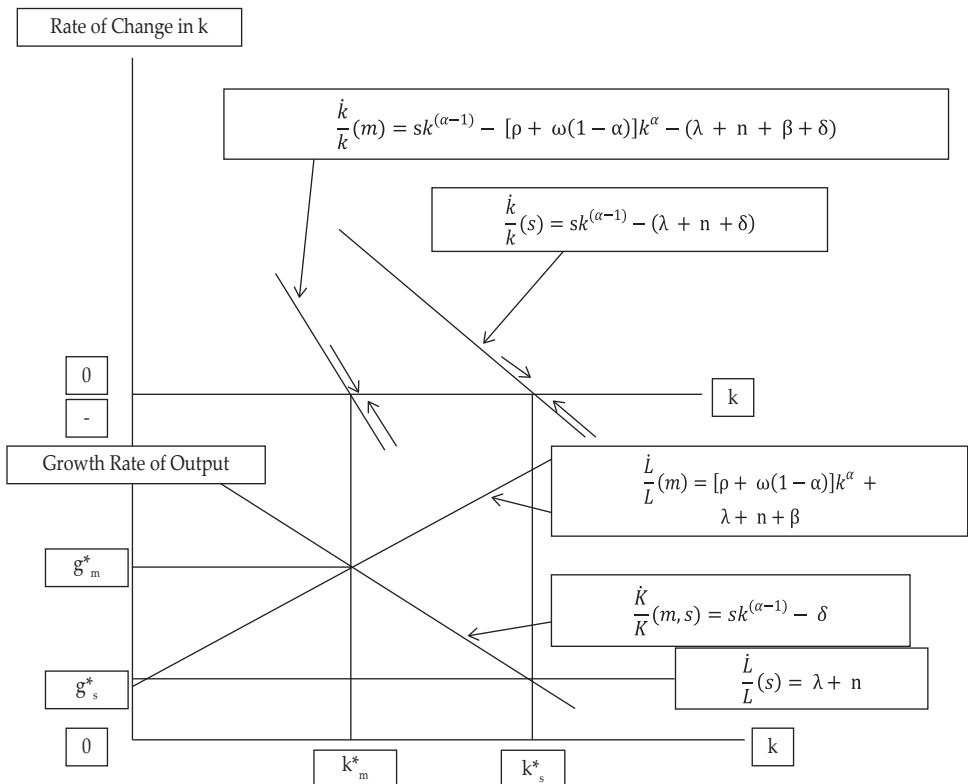 Rate of Change in k
k̇/k(m) = sk^(α−1) − [ρ + ω(1 − α)]k^α − (λ + n + β + δ)
k̇/k(s) = sk^(α−1) − (λ + n + δ)
0
k
-
Growth Rate of Output
L̇/L(m) = [ρ + ω(1 − α)]k^α +
λ + n + β
g*m
K̇/K(m, s) = sk^(α−1) − δ
L̇/L(s) = λ + n
g*s
0
k
k*m
k*s